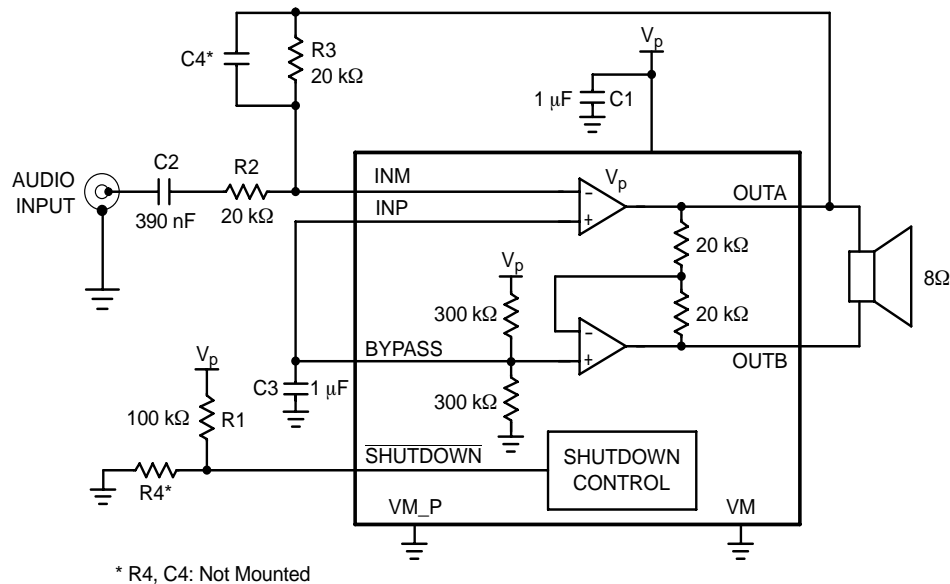 C4*
R3
20 kΩ
Vp
1 μF
C1
AUDIO
INPUT
C2
390 nF
R2
20 kΩ
INM
INP
Vp
-
+
OUTA
20 kΩ
Vp
300 kΩ
20 kΩ
8Ω
-
+
BYPASS
OUTB
C3
1 μF
300 kΩ
Vp
100 kΩ
R1
SHUTDOWN
SHUTDOWN
CONTROL
R4*
VM_P
VM
* R4, C4: Not Mounted